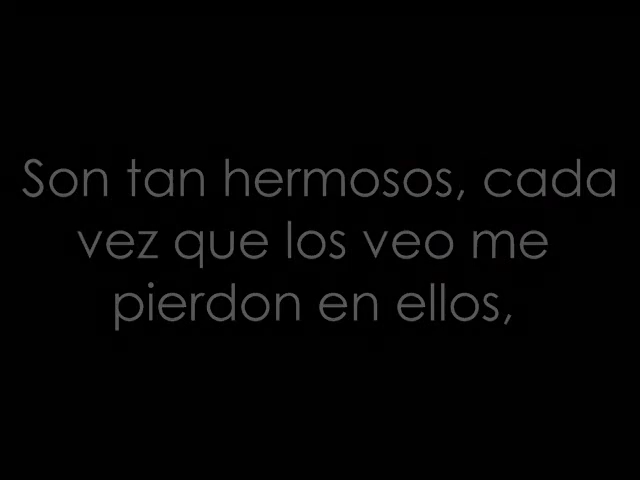 Son tan hermosos, cada
vez que los veo me
pierdon en ellos,